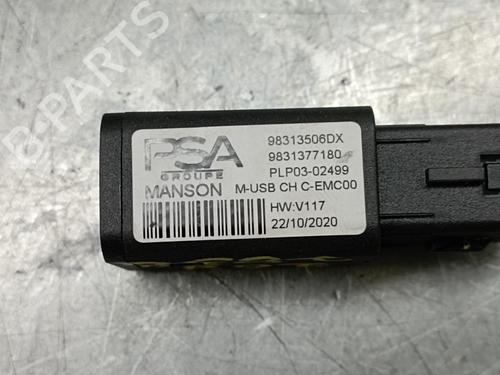 PSA
GROUPE
MANSON
98313506DX
9831377180
PLP03-02499
M-USB CH C-EMC00
HW:V117
22/10/2020
B-PARTS